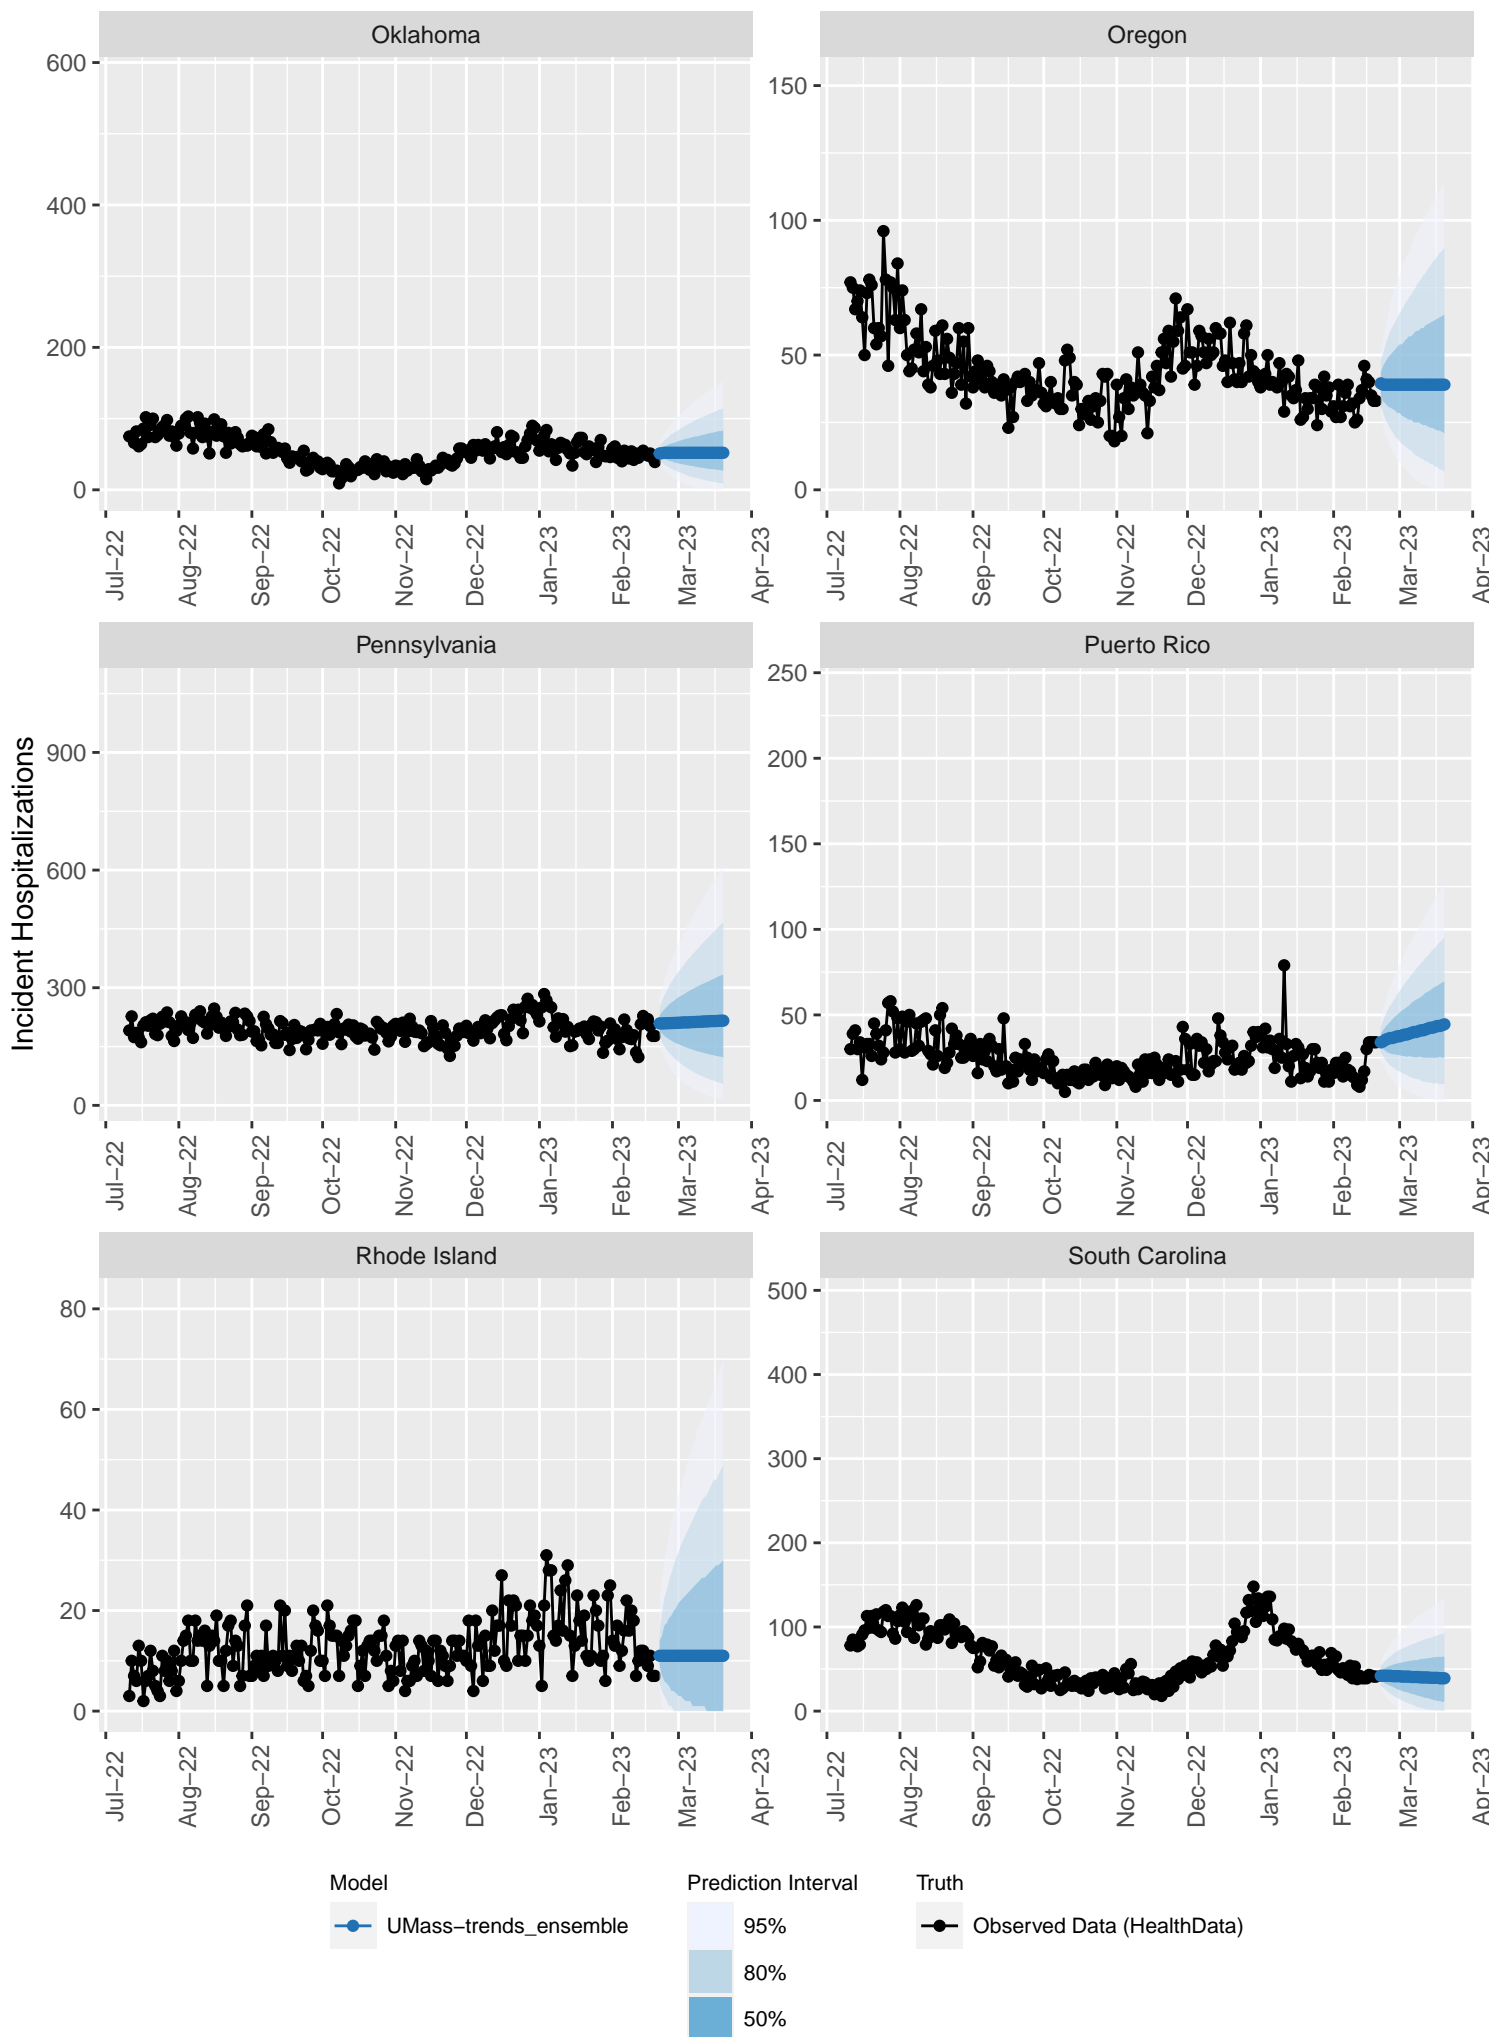 Oklahoma
Oregon
600
400
200
0
150
100
50
0
Jul−22
Aug−22
Sep−22
Oct−22
Nov−22
Dec−22
Jan−23
Feb−23
Mar−23
Apr−23
Jul−22
Aug−22
Sep−22
Oct−22
Nov−22
Dec−22
Jan−23
Feb−23
Mar−23
Apr−23
Incident Hospitalizations
Pennsylvania
Puerto Rico
900
600
300
0
250
200
150
100
50
0
Jul−22
Aug−22
Sep−22
Oct−22
Nov−22
Dec−22
Jan−23
Feb−23
Mar−23
Apr−23
Jul−22
Aug−22
Sep−22
Oct−22
Nov−22
Dec−22
Jan−23
Feb−23
Mar−23
Apr−23
Rhode Island
South Carolina
80
60
40
20
0
500
400
300
200
100
0
Jul−22
Aug−22
Sep−22
Oct−22
Nov−22
Dec−22
Jan−23
Feb−23
Mar−23
Apr−23
Jul−22
Aug−22
Sep−22
Oct−22
Nov−22
Dec−22
Jan−23
Feb−23
Mar−23
Apr−23
Model
UMass−trends_ensemble
Prediction Interval
95%
80%
50%
Truth
Observed Data (HealthData)